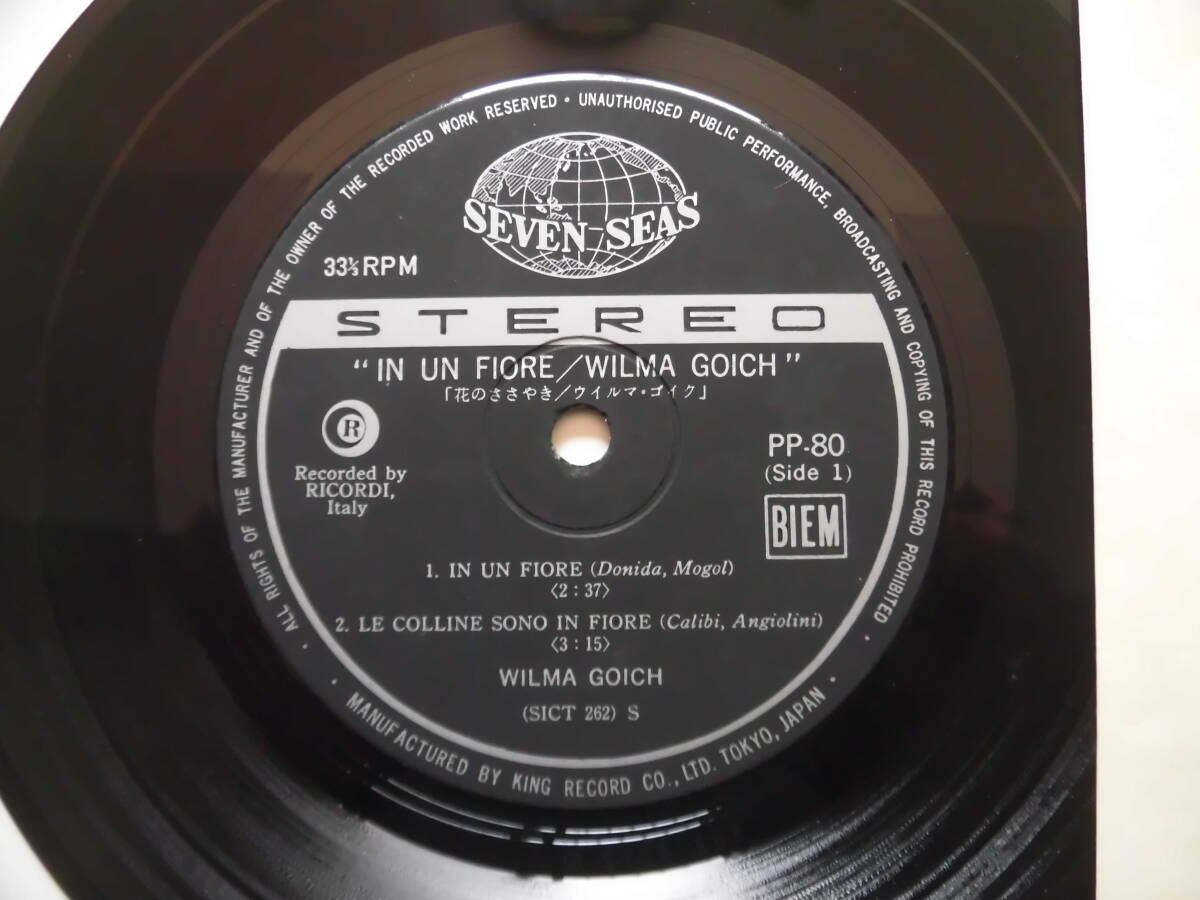 ALL RIGHTS OF THE MANUFACTURER AND OF THE OWNER OF THE RECORDED WORK RESERVED • UNAUTHORISED PUBLIC PERFORMANCE, BROADCASTING AND COPYING OF THIS RECORD PROHIBITED •
SEVEN SEAS
33⅓RPM
STEREO
"IN UN FIORE/WILMA GOICH"
「花のささやき/ウイルマ・ゴイク」
R
Recorded by
RICORDI,
Italy
PP-80
(Side 1)
BIEM
1. IN UN FIORE (Donida, Mogol)
〈2 : 37〉
2. LE COLLINE SONO IN FIORE (Calibi, Angiolini)
〈3 : 15〉
WILMA GOICH
(SICT 262) S
• MANUFACTURED BY KING RECORD CO., LTD. TOKYO, JAPAN •